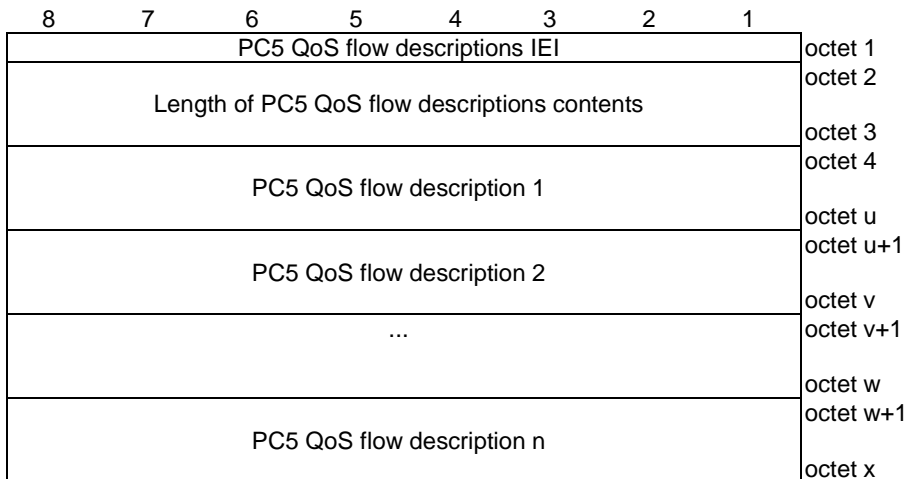 8 7 6 5 4 3 2 1
PC5 QoS flow descriptions IEI octet 1
octet 2
Length of PC5 QoS flow descriptions contents
octet 3
octet 4
PC5 QoS flow description 1
octet u
octet u+1
PC5 QoS flow description 2
octet v
... octet v+1
octet w
octet w+1
PC5 QoS flow description n
octet x